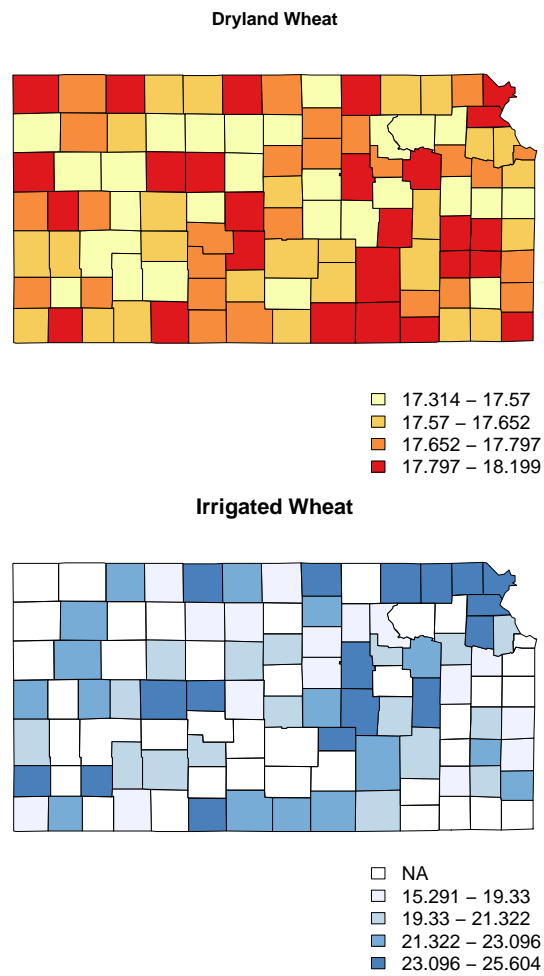 Dryland Wheat
17.314 – 17.57
17.57 – 17.652
17.652 – 17.797
17.797 – 18.199
Irrigated Wheat
NA
15.291 – 19.33
19.33 – 21.322
21.322 – 23.096
23.096 – 25.604